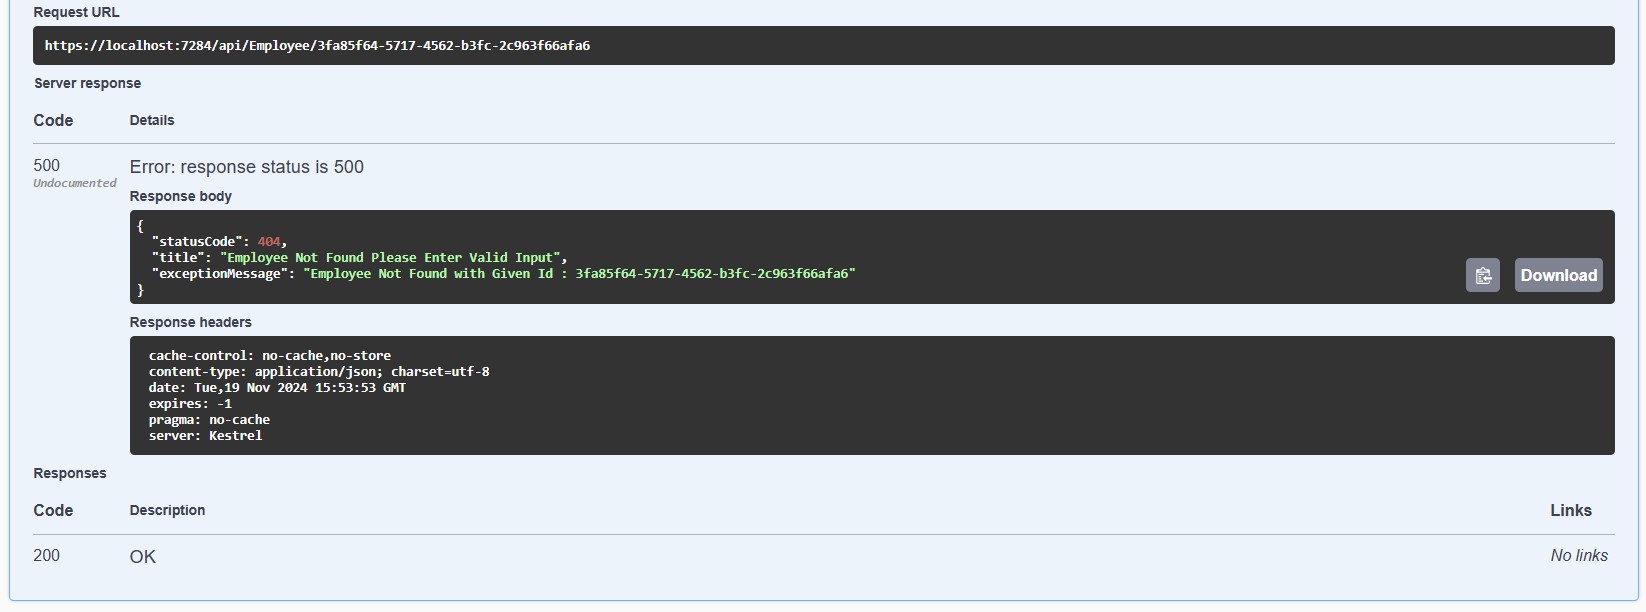 Request URL
https://localhost:7284/api/Employee/3fa85f64-5717-4562-b3fc-2c963f66afa6
Server response
Code Details
500 Error: response status is 500
Undocumented
Response body
{
"statusCode": 404,
"title": "Employee Not Found Please Enter Valid Input",
"exceptionMessage": "Employee Not Found with Given Id : 3fa85f64-5717-4562-b3fc-2c963f66afa6"
}
Download
Response headers
cache-control: no-cache,no-store
content-type: application/json; charset=utf-8
date: Tue,19 Nov 2024 15:53:53 GMT
expires: -1
pragma: no-cache
server: Kestrel
Responses
Code Description Links
200 OK No links